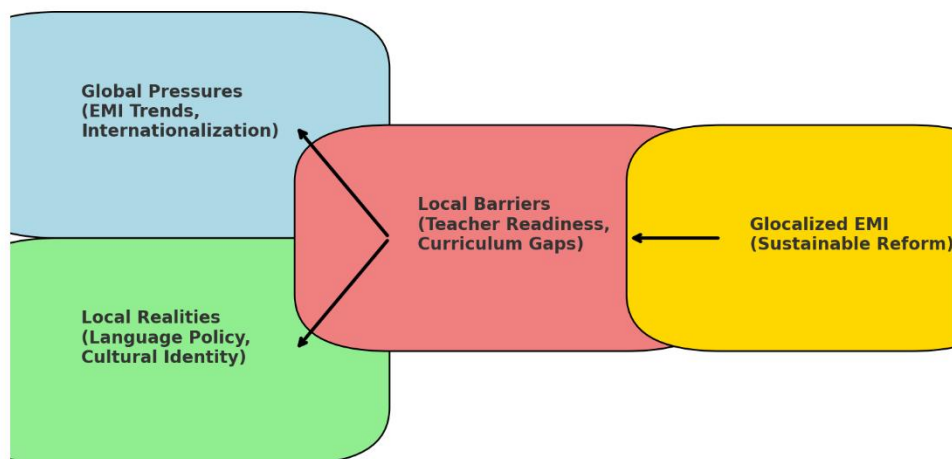 Global Pressures
(EMI Trends,
Internationalization)
Local Realities
(Language Policy,
Cultural Identity)
Local Barriers
(Teacher Readiness,
Curriculum Gaps)
Glocalized EMI
(Sustainable Reform)